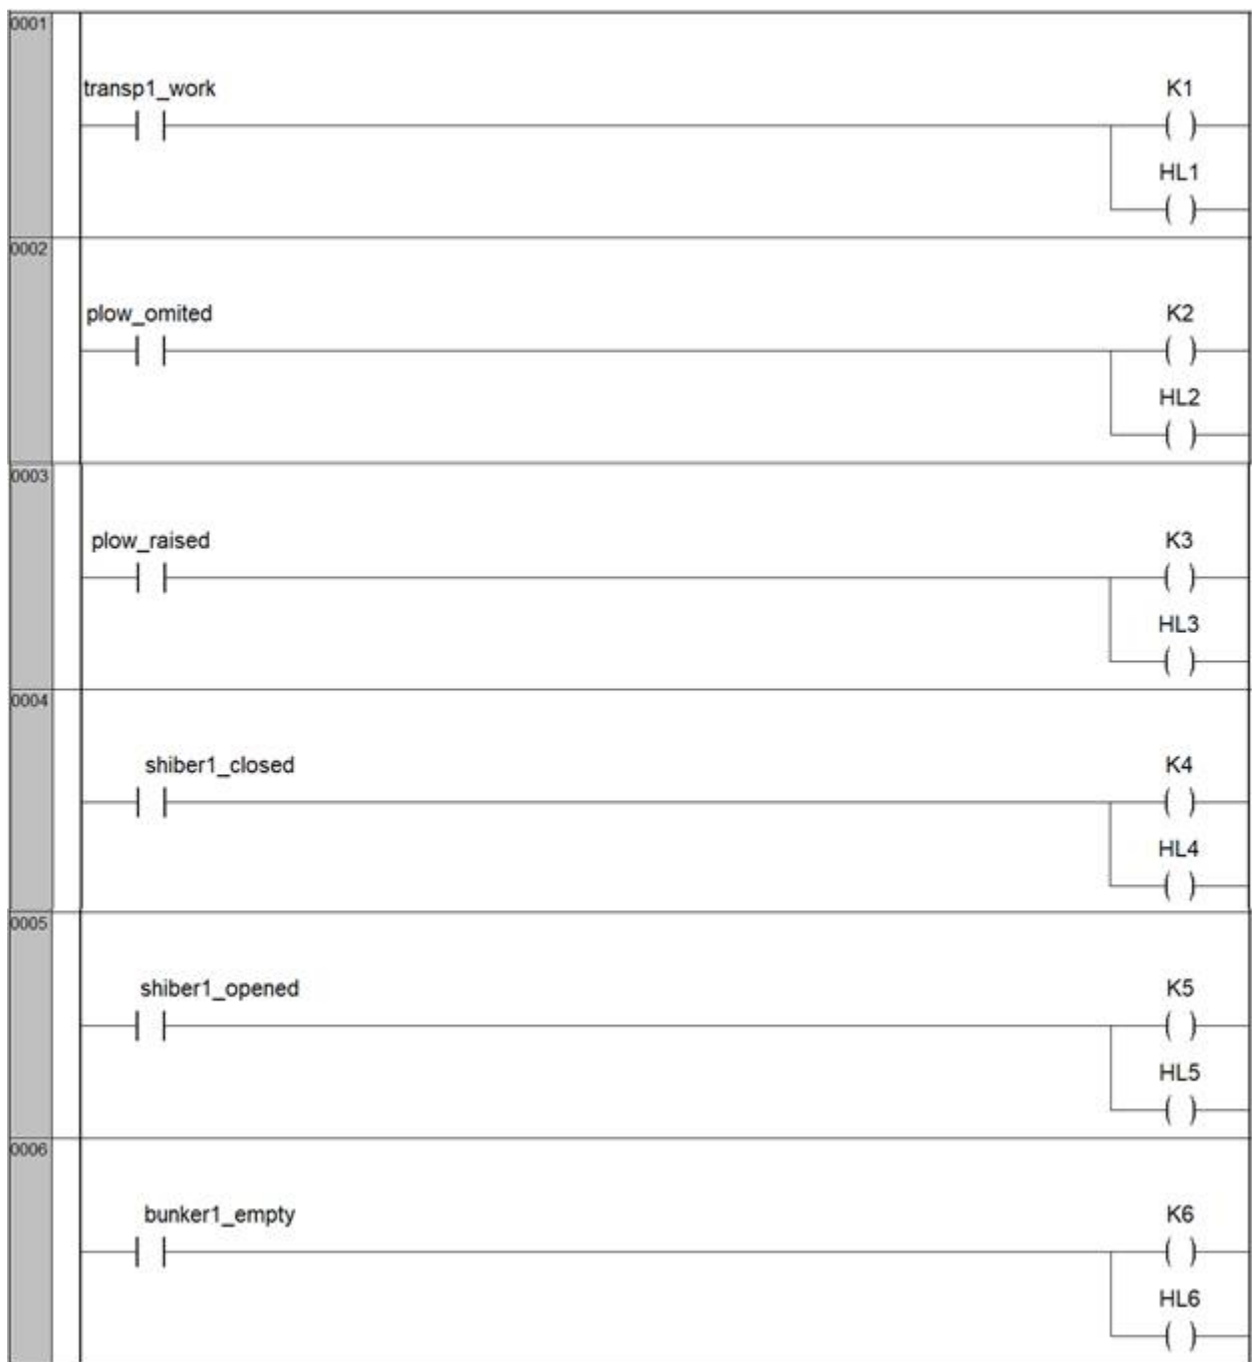 0001
transp1_work K1
HL1
0002
plow_omited K2
HL2
0003
plow_raised K3
HL3
0004
shiber1_closed K4
HL4
0005
shiber1_opened K5
HL5
0006
bunker1_empty K6
HL6